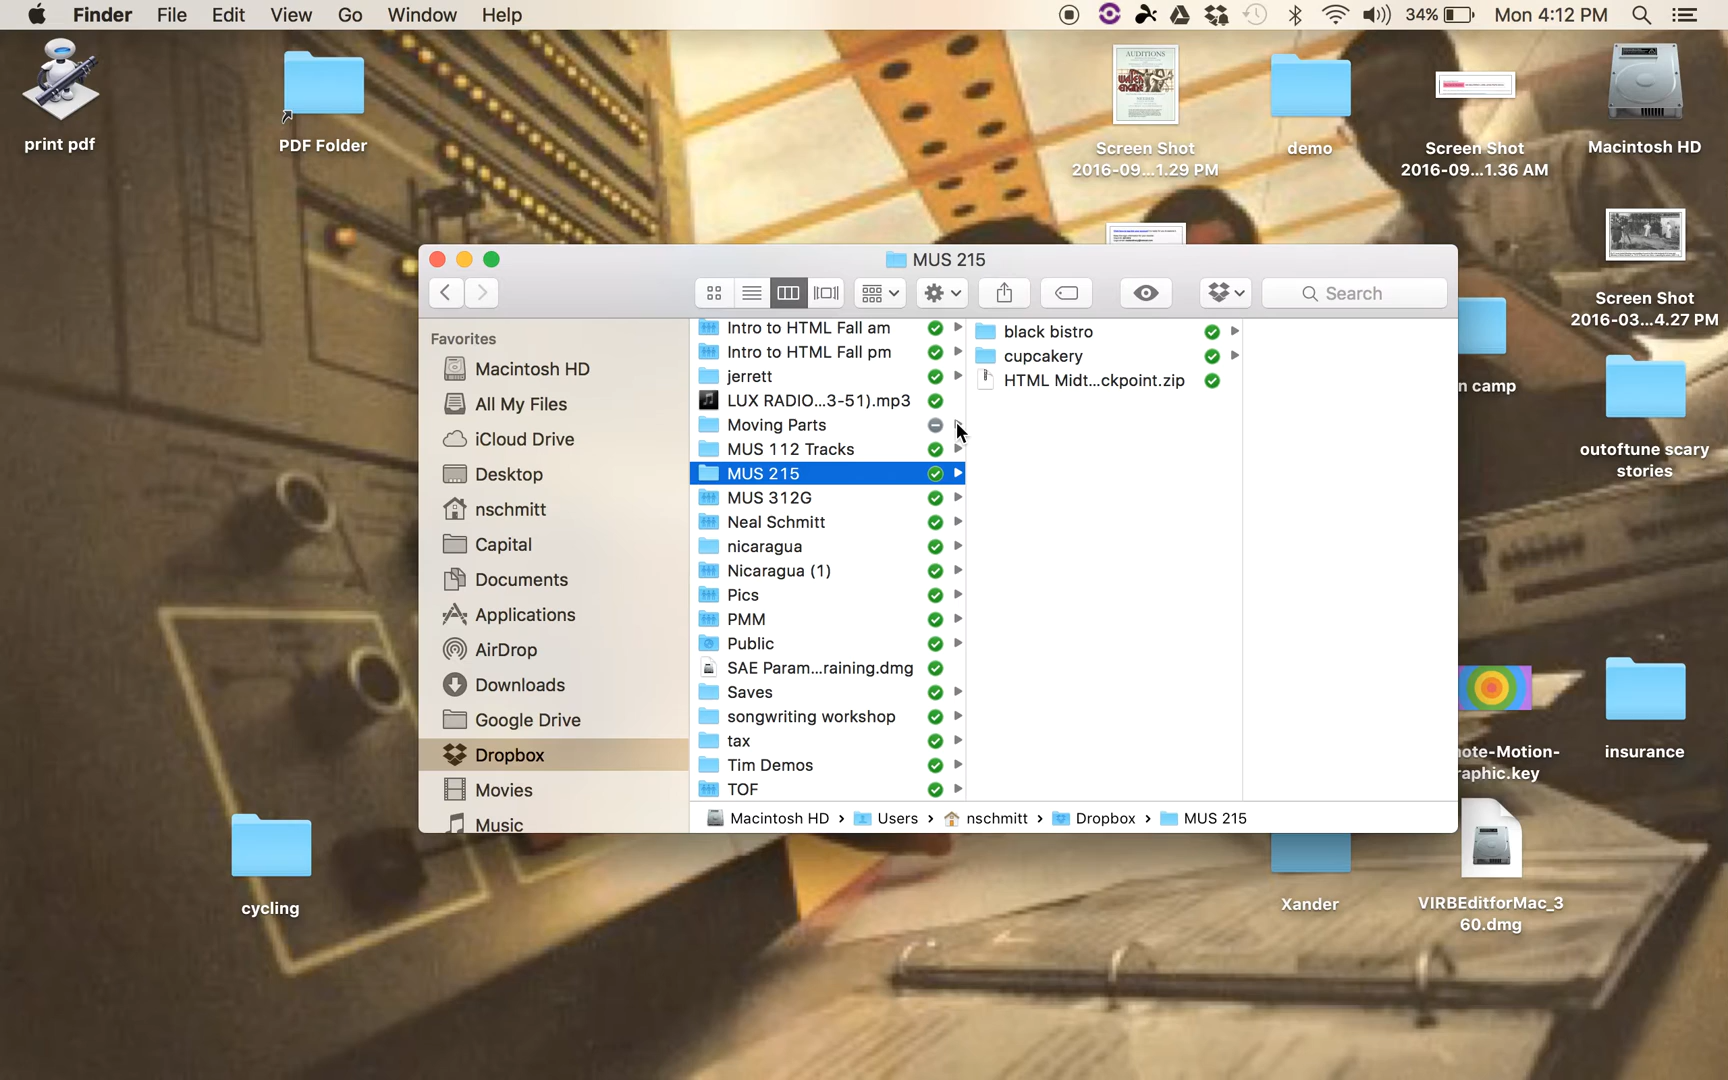 Finder File Edit View Go Window Help
34% Mon 4:12 PM
print pdf
PDF Folder
AUDITIONS
Screen Shot
2016-09...1.29 PM
demo
Screen Shot
2016-09...1.36 AM
Macintosh HD
MUS 215
Search
Favorites
Macintosh HD
All My Files
iCloud Drive
Desktop
nschmitt
Capital
Documents
Applications
AirDrop
Downloads
Google Drive
Dropbox
Movies
Music
Intro to HTML Fall am
Intro to HTML Fall pm
jerrett
LUX RADIO...3-51).mp3
Moving Parts
MUS 112 Tracks
MUS 215
MUS 312G
Neal Schmitt
nicaragua
Nicaragua (1)
Pics
PMM
Public
SAE Param...raining.dmg
Saves
songwriting workshop
tax
Tim Demos
TOF
black bistro
cupcakery
HTML Midt...ckpoint.zip
Macintosh HD › Users › nschmitt › Dropbox › MUS 215
Screen Shot
2016-03...4.27 PM
n camp
outoftune scary
stories
note-Motion-
raphic.key
insurance
cycling
Xander
VIRBEditforMac_3
60.dmg